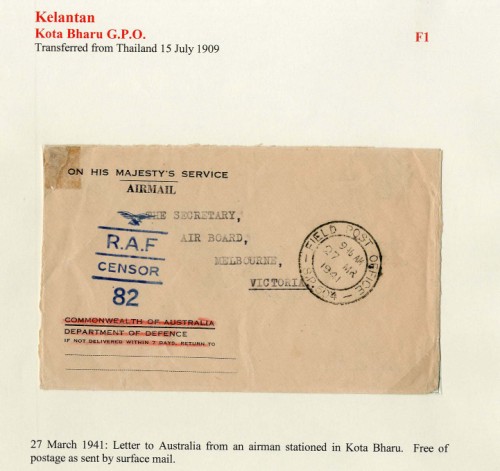 Kelantan
Kota Bharu G.P.O.
F1
Transferred from Thailand 15 July 1909
ON HIS MAJESTY'S SERVICE
AIRMAIL
THE SECRETARY,
AIR BOARD,
MELBOURNE,
VICTORIA
R.A.F
CENSOR
82
FIELD POST OFFICE
27 MR
1941
COMMONWEALTH OF AUSTRALIA
DEPARTMENT OF DEFENCE
IF NOT DELIVERED WITHIN 7 DAYS, RETURN TO
27 March 1941: Letter to Australia from an airman stationed in Kota Bharu. Free of
postage as sent by surface mail.